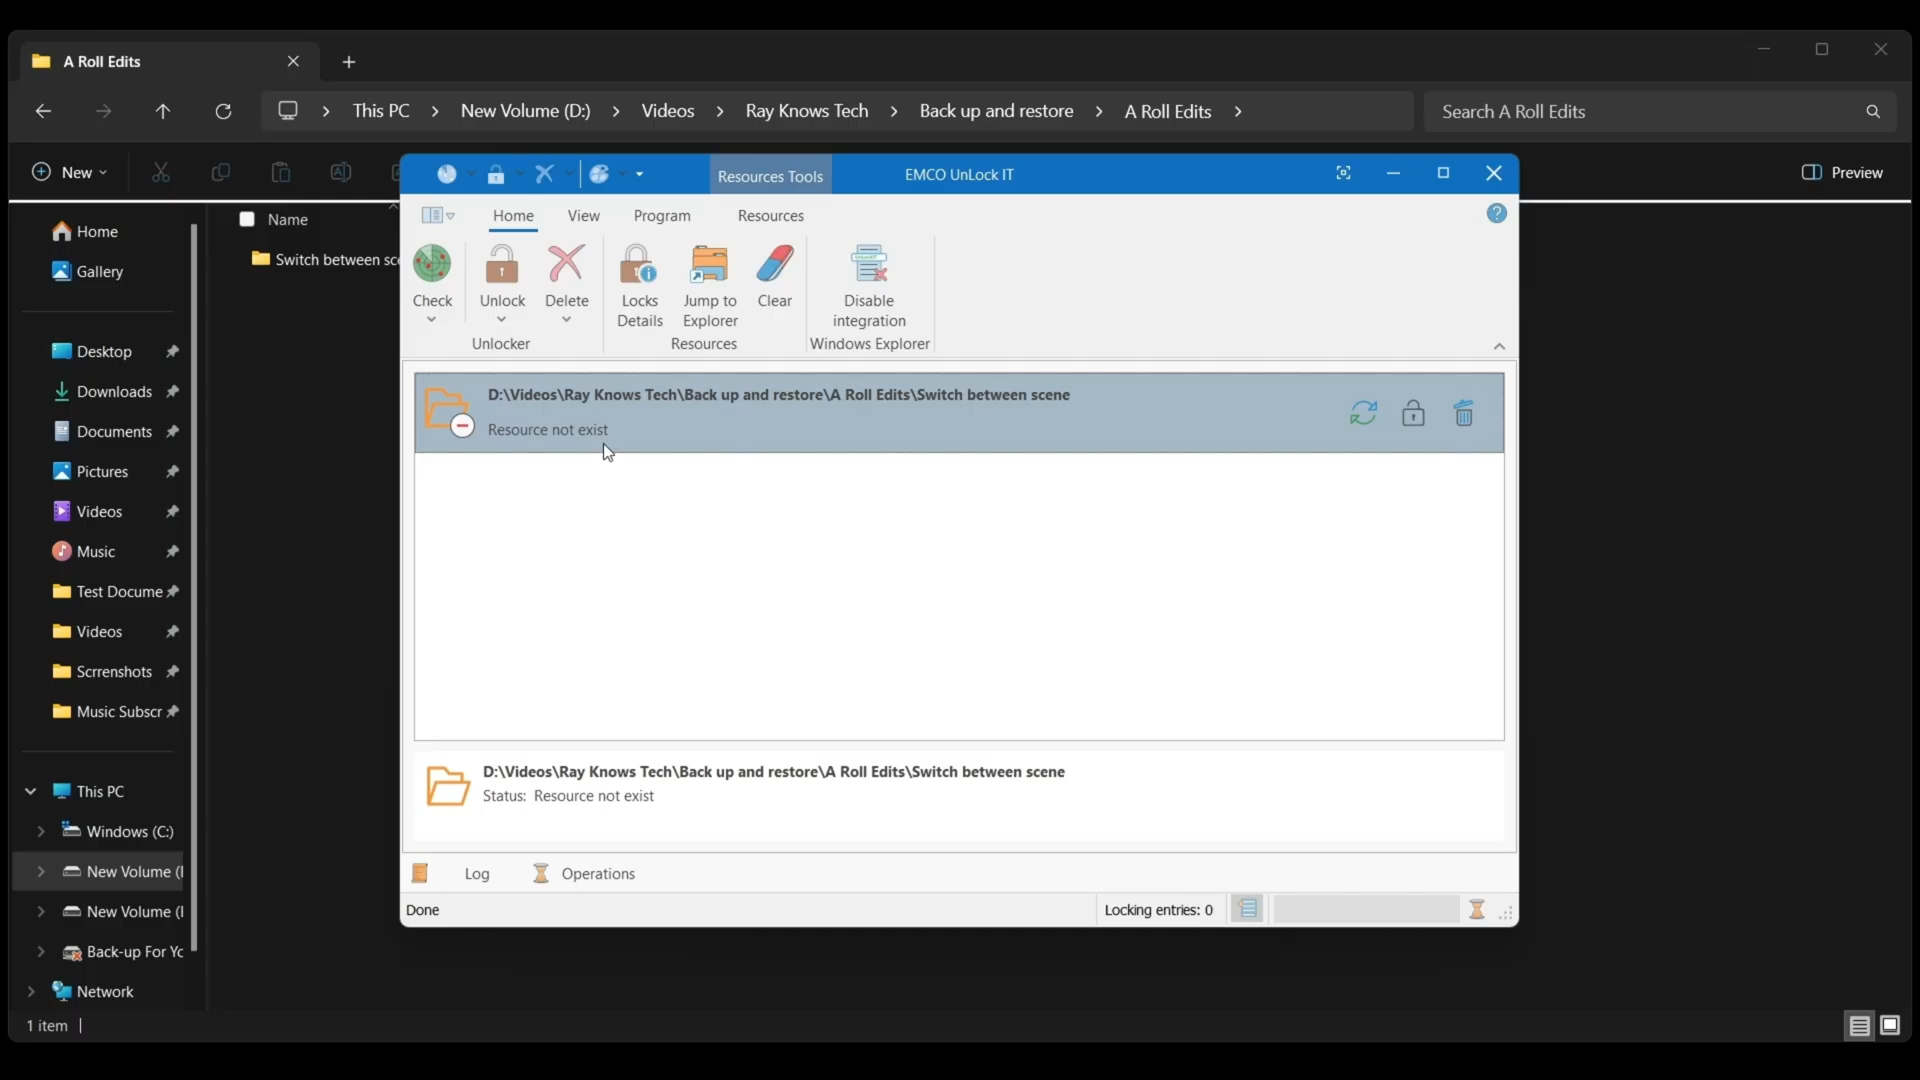 A Roll Edits
This PC
New Volume (D:)
Videos
Ray Knows Tech
Back up and restore
A Roll Edits
Search A Roll Edits
New
Preview
Home
Gallery
Desktop
Downloads
Documents
Pictures
Videos
Music
Test Docume
Videos
Scrrenshots
Music Subscr
This PC
Windows (C:)
New Volume (
New Volume (
Back-up For Yo
Network
1 item
Name
Switch between sce
Resources Tools
EMCO UnLock IT
Home
View
Program
Resources
Check
Unlock
Delete
Locks
Details
Jump to
Explorer
Clear
Disable
integration
Unlocker
Resources
Windows Explorer
D:\Videos\Ray Knows Tech\Back up and restore\A Roll Edits\Switch between scene
Resource not exist
D:\Videos\Ray Knows Tech\Back up and restore\A Roll Edits\Switch between scene
Status: Resource not exist
Log
Operations
Done
Locking entries: 0